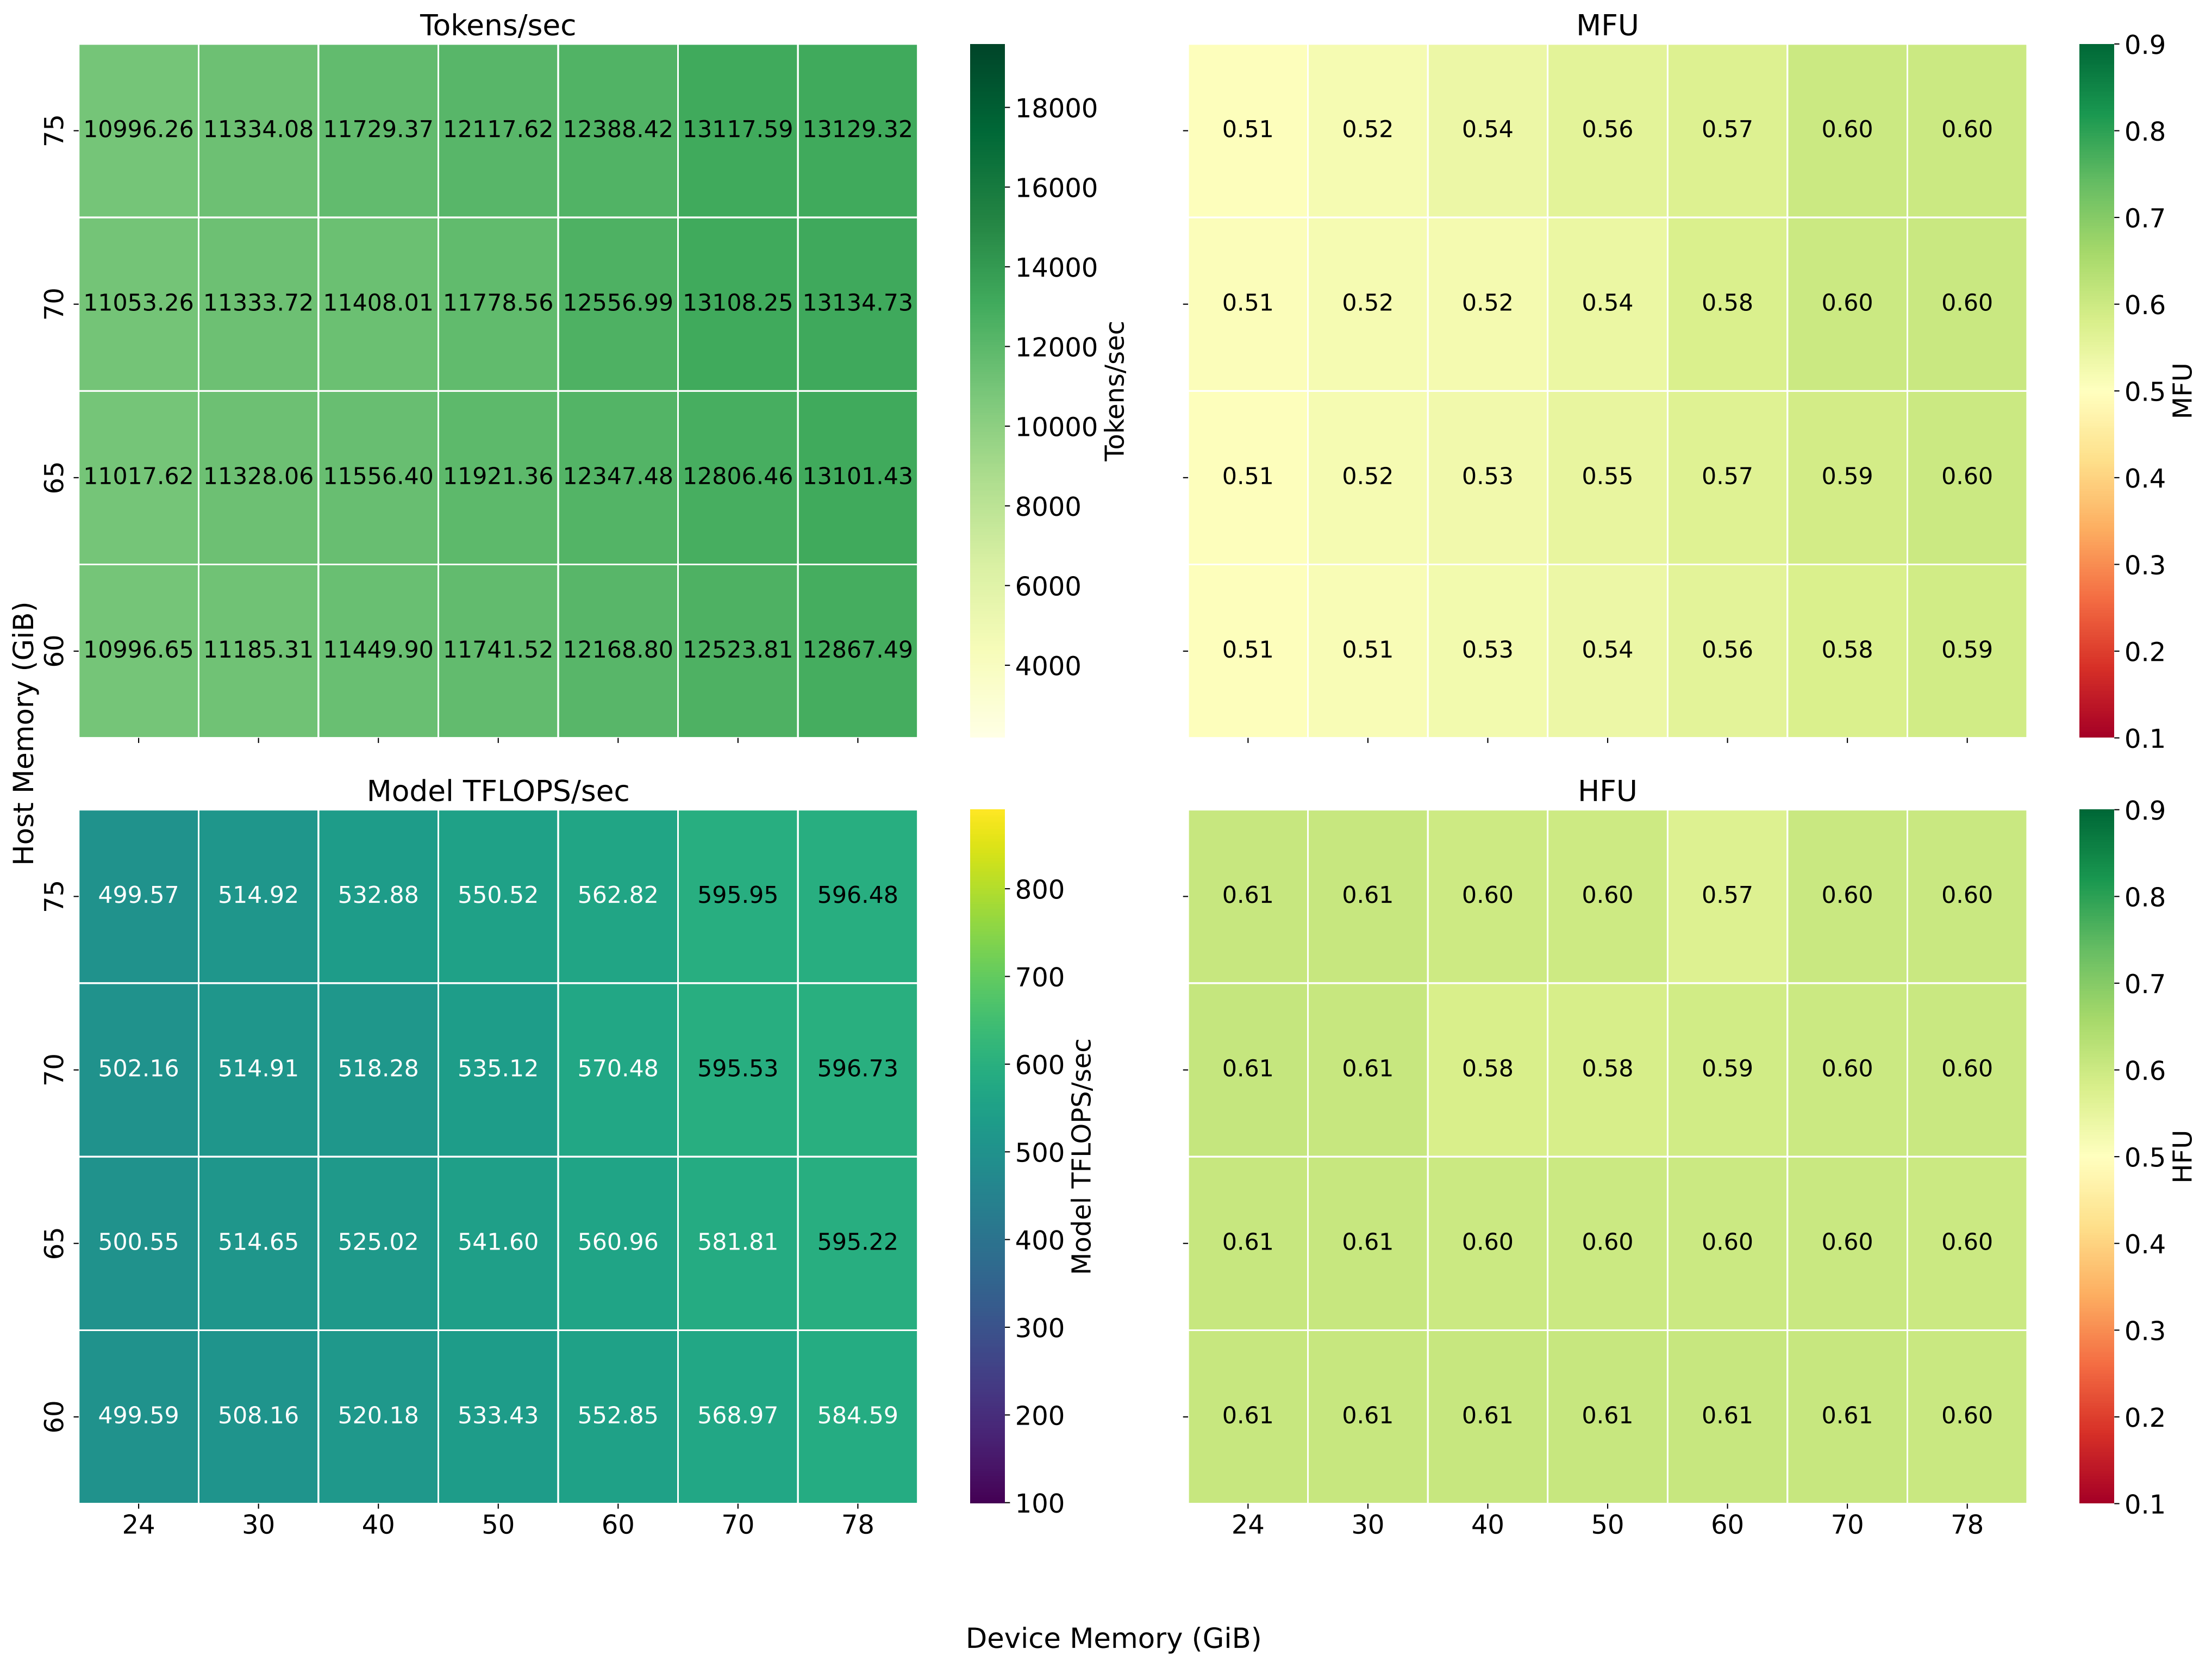 Tokens/sec
75 10996.26 11334.08 11729.37 12117.62 12388.42 13117.59 13129.32
70 11053.26 11333.72 11408.01 11778.56 12556.99 13108.25 13134.73
65 11017.62 11328.06 11556.40 11921.36 12347.48 12806.46 13101.43
60 10996.65 11185.31 11449.90 11741.52 12168.80 12523.81 12867.49
18000
16000
14000
12000
10000
8000
6000
4000
Tokens/sec
MFU
0.51 0.52 0.54 0.56 0.57 0.60 0.60
0.51 0.52 0.52 0.54 0.58 0.60 0.60
0.51 0.52 0.53 0.55 0.57 0.59 0.60
0.51 0.51 0.53 0.54 0.56 0.58 0.59
0.9
0.8
0.7
0.6
0.5
0.4
0.3
0.2
0.1
MFU
Host Memory (GiB)
Model TFLOPS/sec
75 499.57 514.92 532.88 550.52 562.82 595.95 596.48
70 502.16 514.91 518.28 535.12 570.48 595.53 596.73
65 500.55 514.65 525.02 541.60 560.96 581.81 595.22
60 499.59 508.16 520.18 533.43 552.85 568.97 584.59
24 30 40 50 60 70 78
800
700
600
500
400
300
200
100
Model TFLOPS/sec
HFU
0.61 0.61 0.60 0.60 0.57 0.60 0.60
0.61 0.61 0.58 0.58 0.59 0.60 0.60
0.61 0.61 0.60 0.60 0.60 0.60 0.60
0.61 0.61 0.61 0.61 0.61 0.61 0.60
24 30 40 50 60 70 78
0.9
0.8
0.7
0.6
0.5
0.4
0.3
0.2
0.1
HFU
Device Memory (GiB)